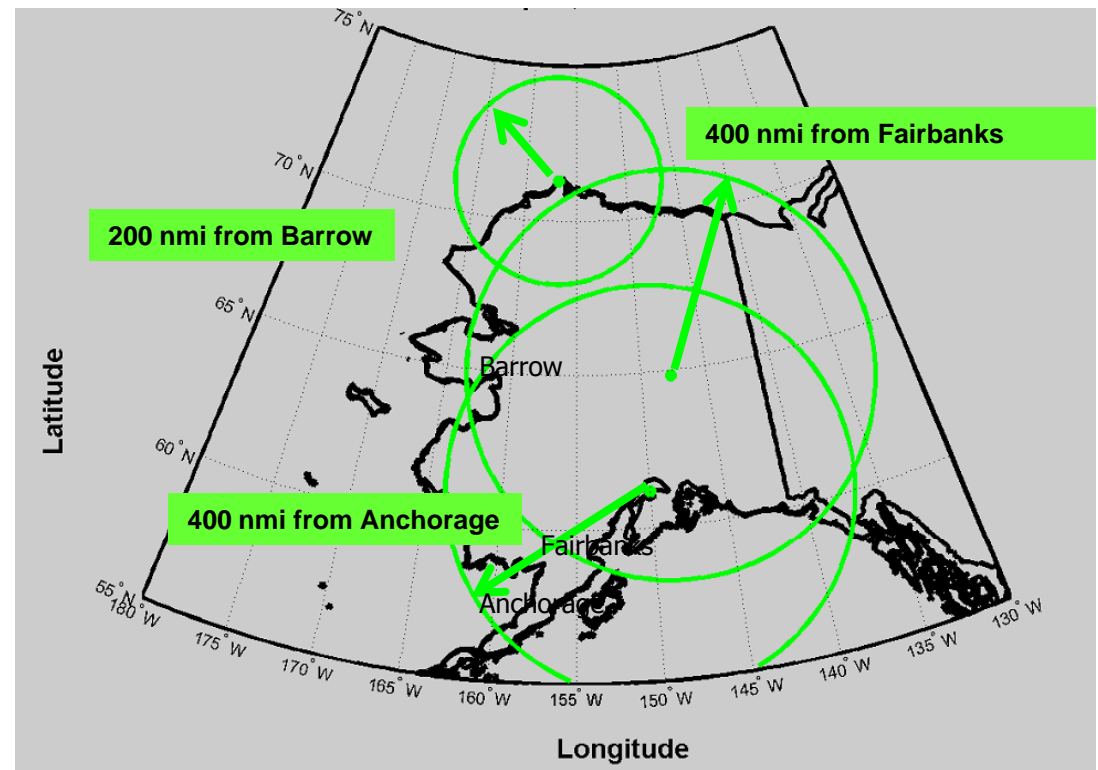 75° N
400 nmi from Fairbanks
70° N
200 nmi from Barrow
65° N
Barrow
Latitude
60° N
400 nmi from Anchorage
Fairbanks
55° N
Anchorage
180° W
130° W
175° W
135° W
170° W
140° W
165° W
145° W
160° W
150° W
155° W
Longitude